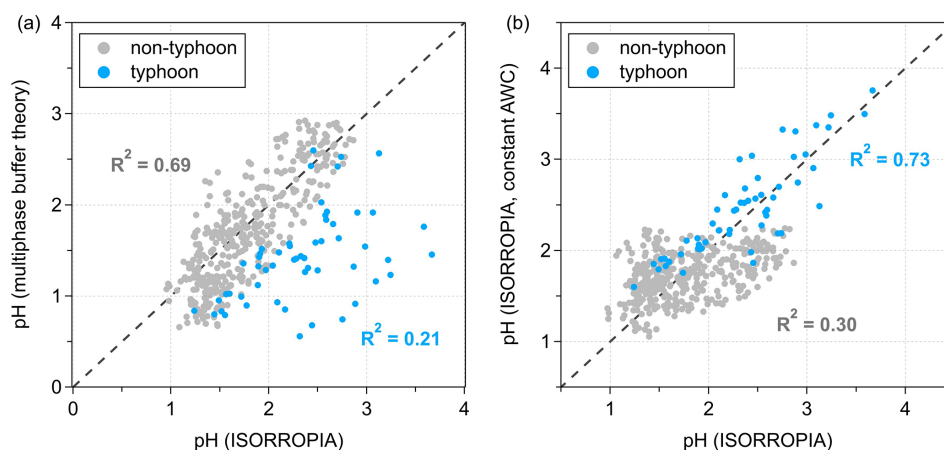 (a)
4
3
2
1
0
pH (multiphase buffer theory)
non-typhoon
typhoon
R² = 0.69
R² = 0.21
0 1 2 3 4
pH (ISORROPIA)
(b)
4
3
2
1
pH (ISORROPIA, constant AWC)
non-typhoon
typhoon
R² = 0.73
R² = 0.30
1 2 3 4
pH (ISORROPIA)